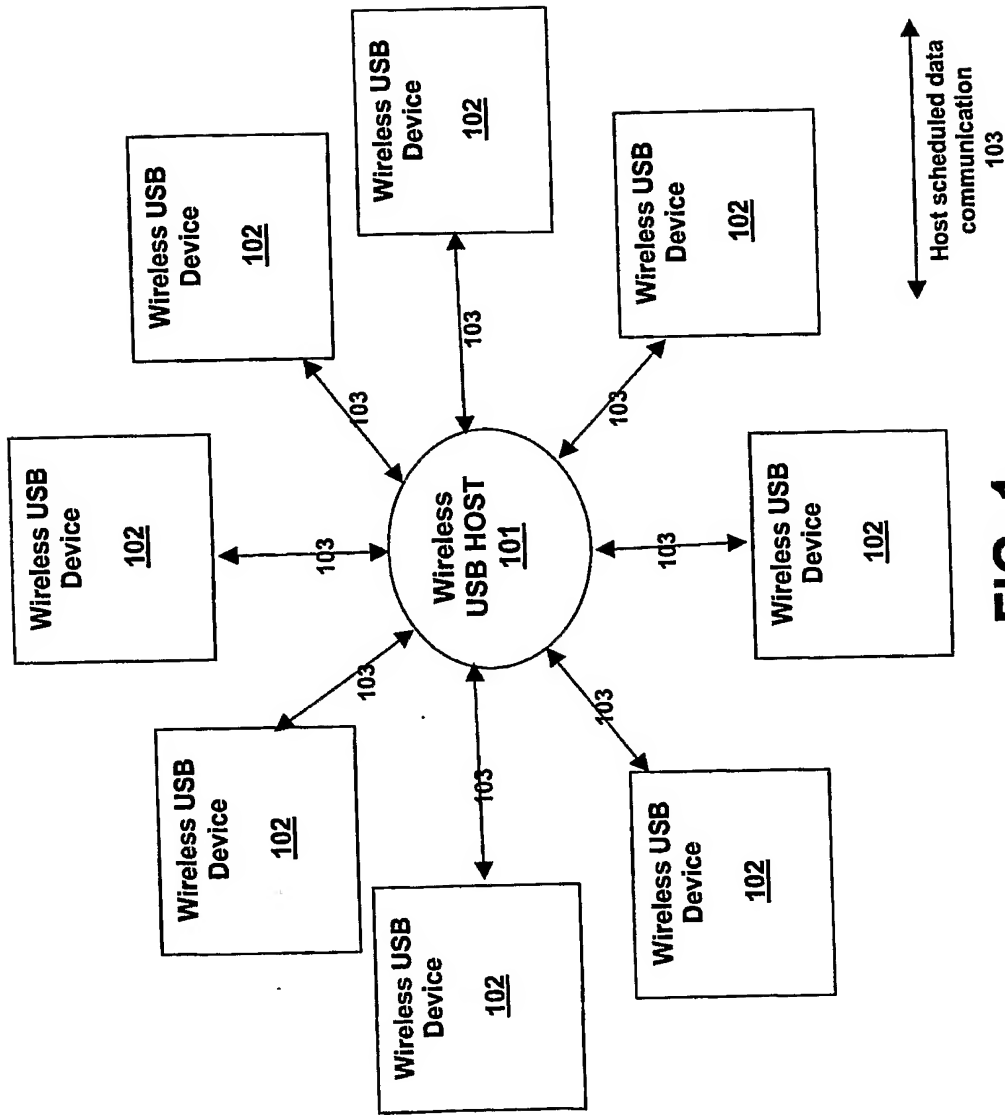 Wireless USB
Device
102
Wireless USB
Device
102
Wireless USB
Device
102
103
103
103
Wireless USB
Device
102
103
Wireless
USB HOST
101
103
Wireless USB
Device
102
103
103
103
Wireless USB
Device
102
Wireless USB
Device
102
Wireless USB
Device
102
Host scheduled data
communication
103
FIG. 1